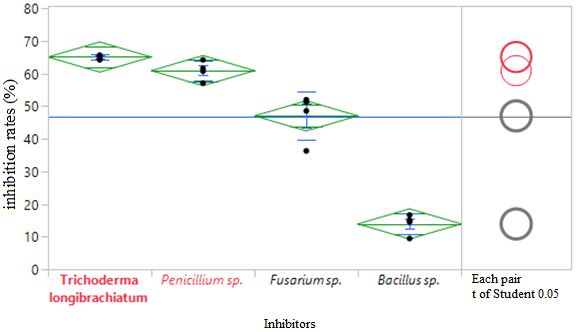 80
70
60
50
40
30
20
10
0
inhibition rates (%)
Trichoderma longibrachiatum
Penicillium sp.
Fusarium sp.
Bacillus sp.
Each pair
t of Student 0.05
Inhibitors